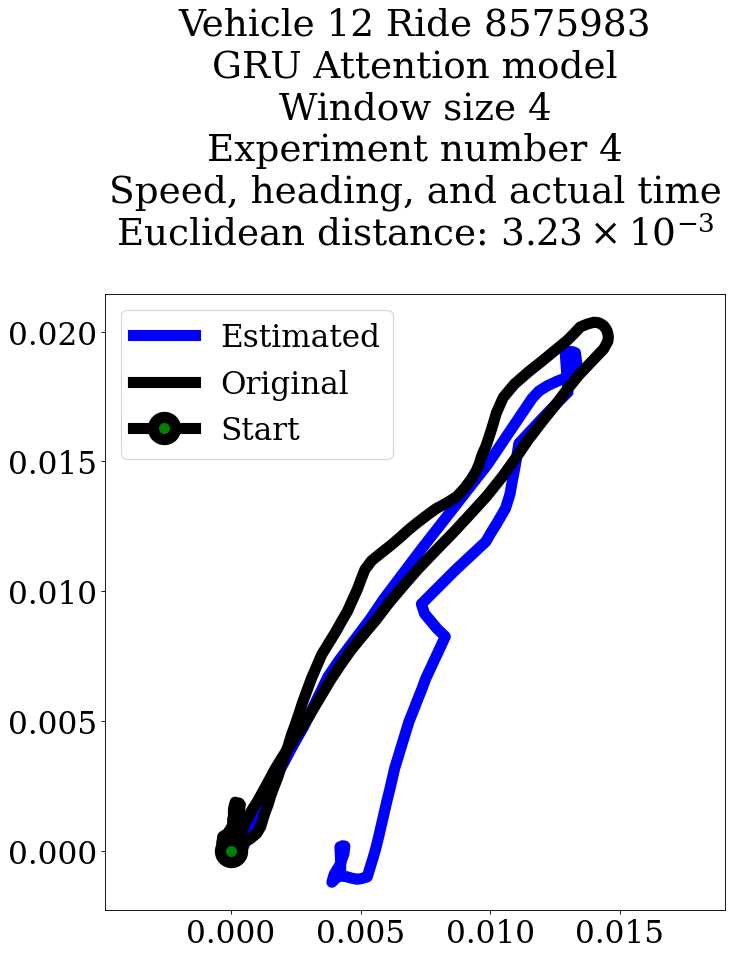 Vehicle 12 Ride 8575983
GRU Attention model
Window size 4
Experiment number 4
Speed, heading, and actual time
Euclidean distance: 3.23 × 10⁻³
Estimated
Original
Start
0.020
0.015
0.010
0.005
0.000
0.000 0.005 0.010 0.015